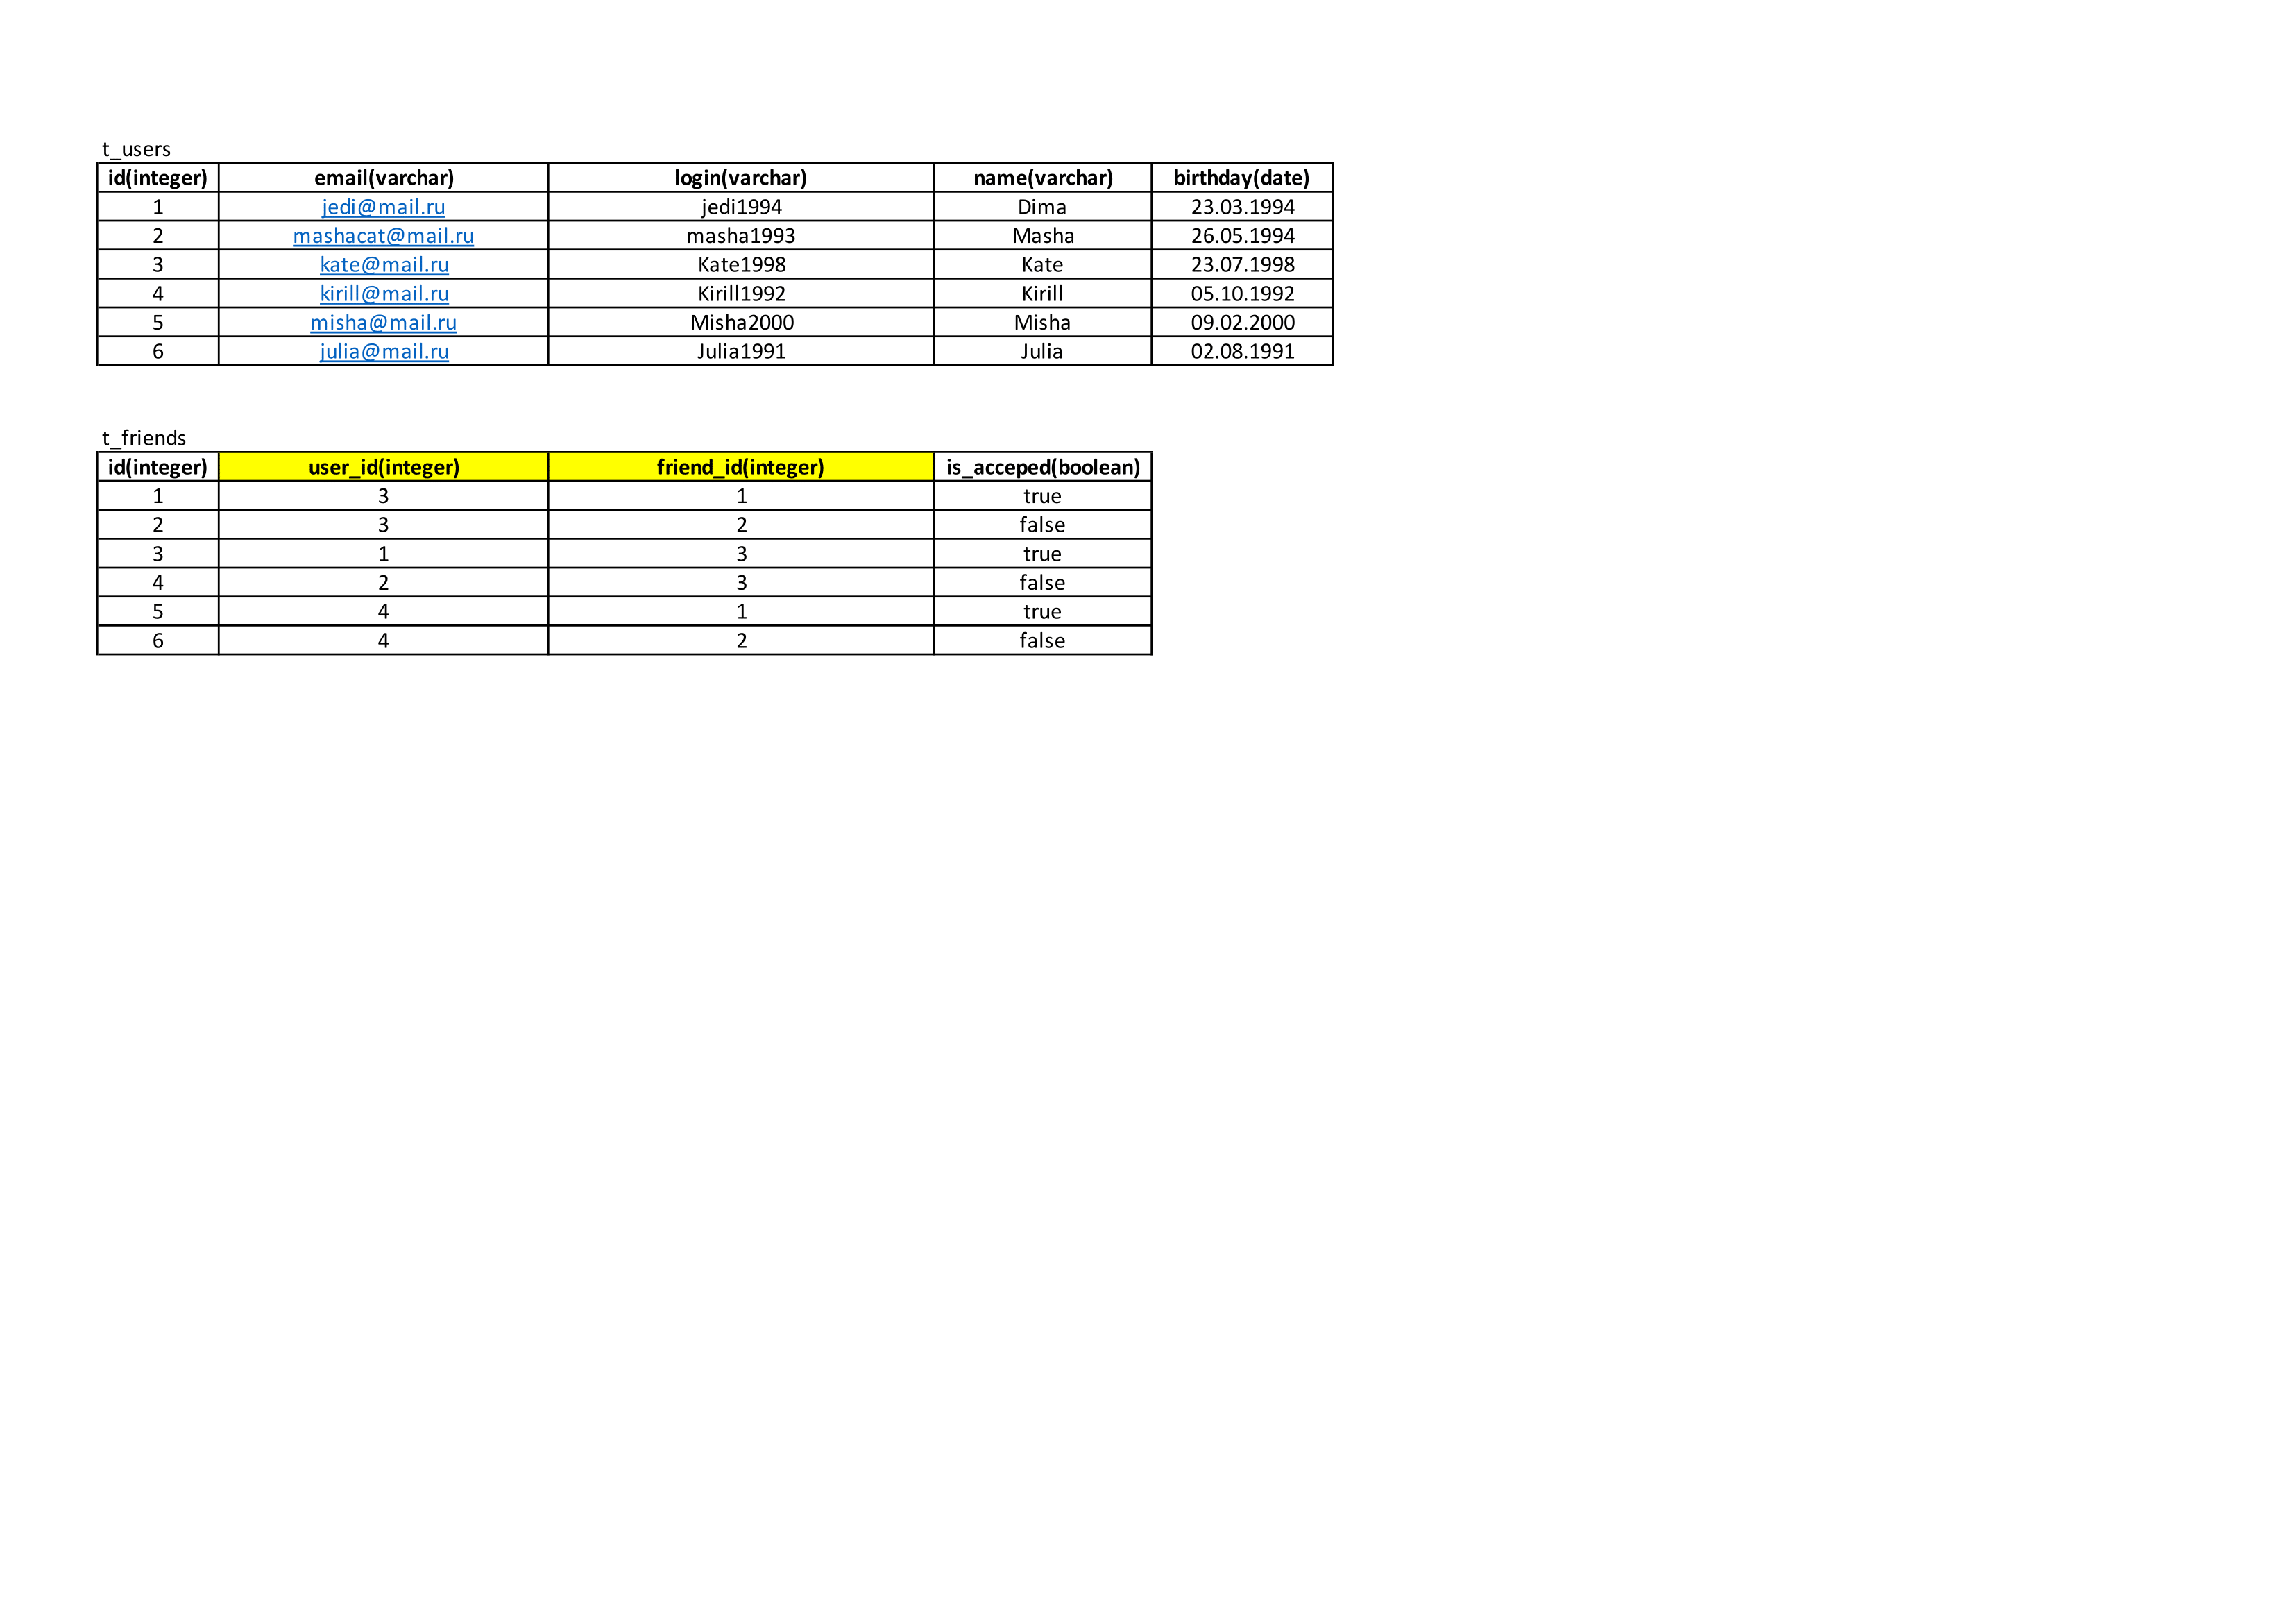 t_users
id(integer) email(varchar) login(varchar) name(varchar) birthday(date)
1 jedi@mail.ru jedi1994 Dima 23.03.1994
2 mashacat@mail.ru masha1993 Masha 26.05.1994
3 kate@mail.ru Kate1998 Kate 23.07.1998
4 kirill@mail.ru Kirill1992 Kirill 05.10.1992
5 misha@mail.ru Misha2000 Misha 09.02.2000
6 julia@mail.ru Julia1991 Julia 02.08.1991
t_friends
id(integer) user_id(integer) friend_id(integer) is_acceped(boolean)
1 3 1 true
2 3 2 false
3 1 3 true
4 2 3 false
5 4 1 true
6 4 2 false